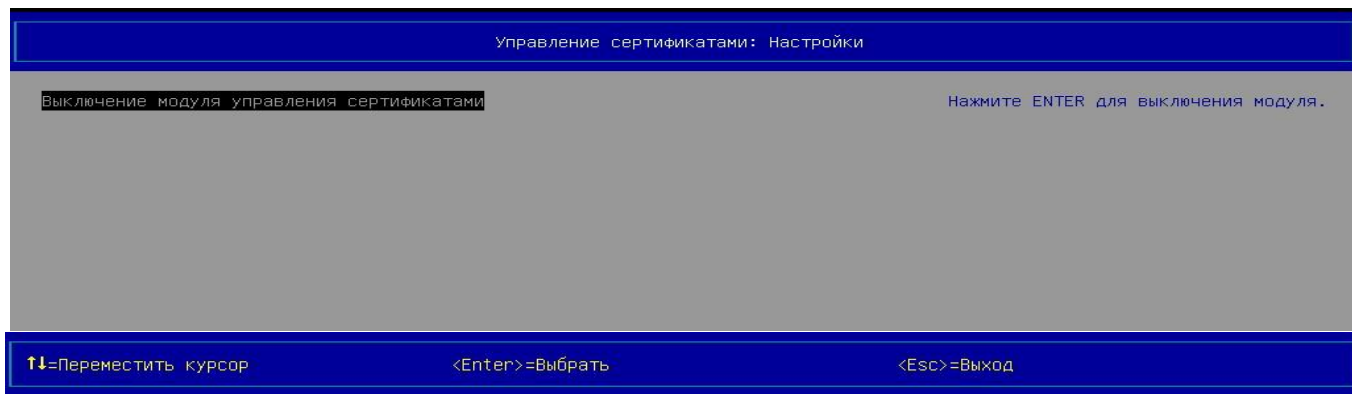 Управление сертификатами: Настройки
Выключение модуля управления сертификатами
Нажмите ENTER для выключения модуля.
↑↓=Переместить курсор <Enter>=Выбрать <Esc>=Выход